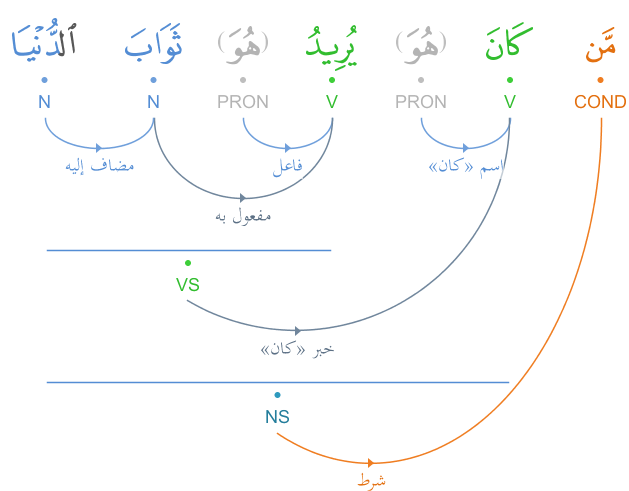 مَّن كَانَ (هُوَ) يُرِيدُ (هُوَ) ثَوَابَ ٱلدُّنْيَا
COND V PRON V PRON N N
اسم «كان» فاعل مضاف إليه
مفعول به
VS
خبر «كان»
NS
شرط